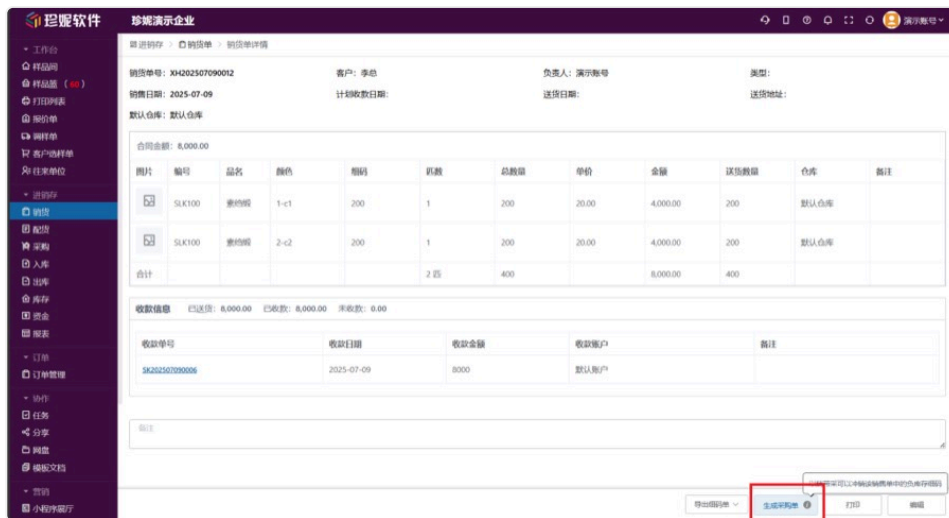 珍妮软件
珍妮演示企业
演示账号
工作台
样品间
样品篮 (60)
打印列表
报价单
调样单
客户选样单
往来单位
进销存
销货
配货
采购
入库
出库
库存
资金
报表
订单
订单管理
协作
任务
分享
网盘
模板文档
营销
小程序展厅
进销存 > 销货单 > 销货单详情
销货单号: XH202507090012 客户: 李总 负责人: 演示账号 类型:
销售日期: 2025-07-09 计划收款日期: 送货日期: 送货地址:
默认仓库: 默认仓库
合同金额: 8,000.00
图片 编号 品名 颜色 细码 匹数 总数量 单价 金额 送货数量 仓库 备注
SLK100 重绉缎 1-c1 200 1 200 20.00 4,000.00 200 默认仓库
SLK100 重绉缎 2-c2 200 1 200 20.00 4,000.00 200 默认仓库
合计 2 匹 400 8,000.00 400
收款信息 已送货: 8,000.00 已收款: 8,000.00 未收款: 0.00
收款单号 收款日期 收款金额 收款账户 备注
SK202507090006 2025-07-09 8000 默认账户
备注
导出细码单 生成采购单 打印 编辑